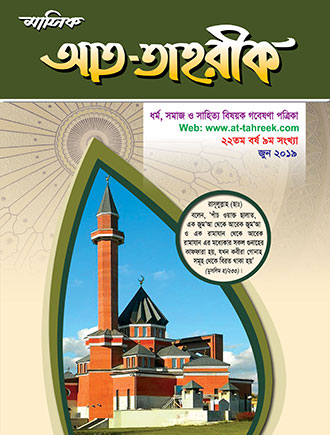 মাসিক
আত-তাহরীক
ধর্ম, সমাজ ও সাহিত্য বিষয়ক গবেষণা পত্রিকা
Web: www.at-tahreek.com
২২তম বর্ষ ৯ম সংখ্যা
জুন ২০১৯
রাসূলুল্লাহ (ছাঃ)
বলেন, ‘পাঁচ ওয়াক্ত ছালাত,
এক জুম‘আ থেকে আরেক জুম‘আ
ও এক রামাযান থেকে আরেক
রামাযান এর মধ্যকার সকল গুনাহের
কাফফারা হয়, যখন কবীরা গোনাহ
সমূহ থেকে বিরত থাকা হয়’
(মুসলিম হা/২৩৩)।